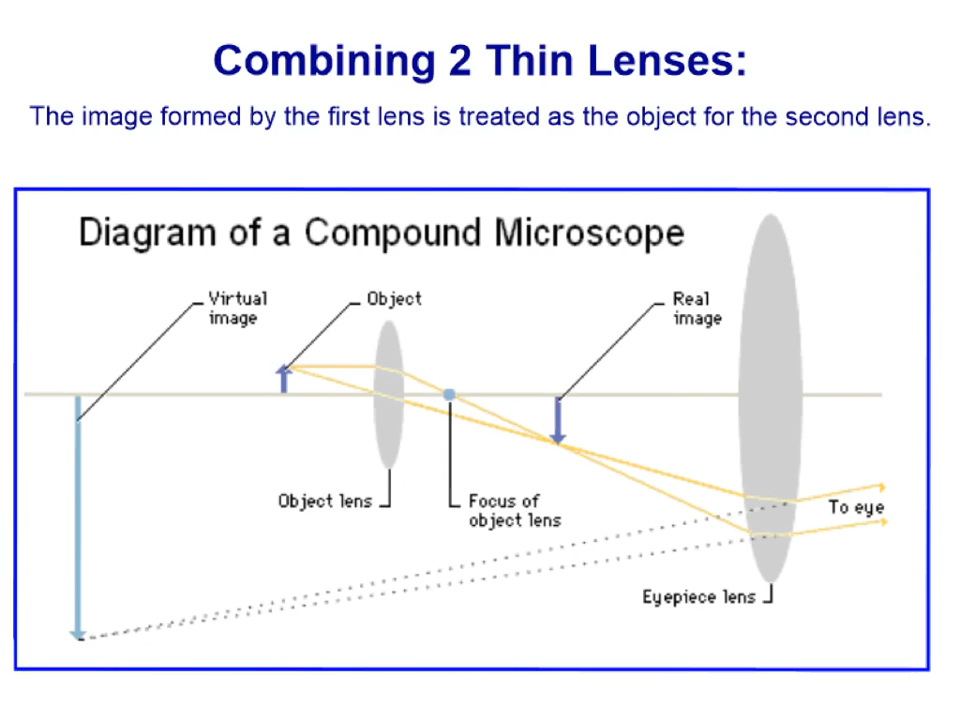 Combining 2 Thin Lenses:
The image formed by the first lens is treated as the object for the second lens.
Diagram of a Compound Microscope
Virtual
image
Object
Real
image
Object lens
Focus of
object lens
To eye
Eyepiece lens